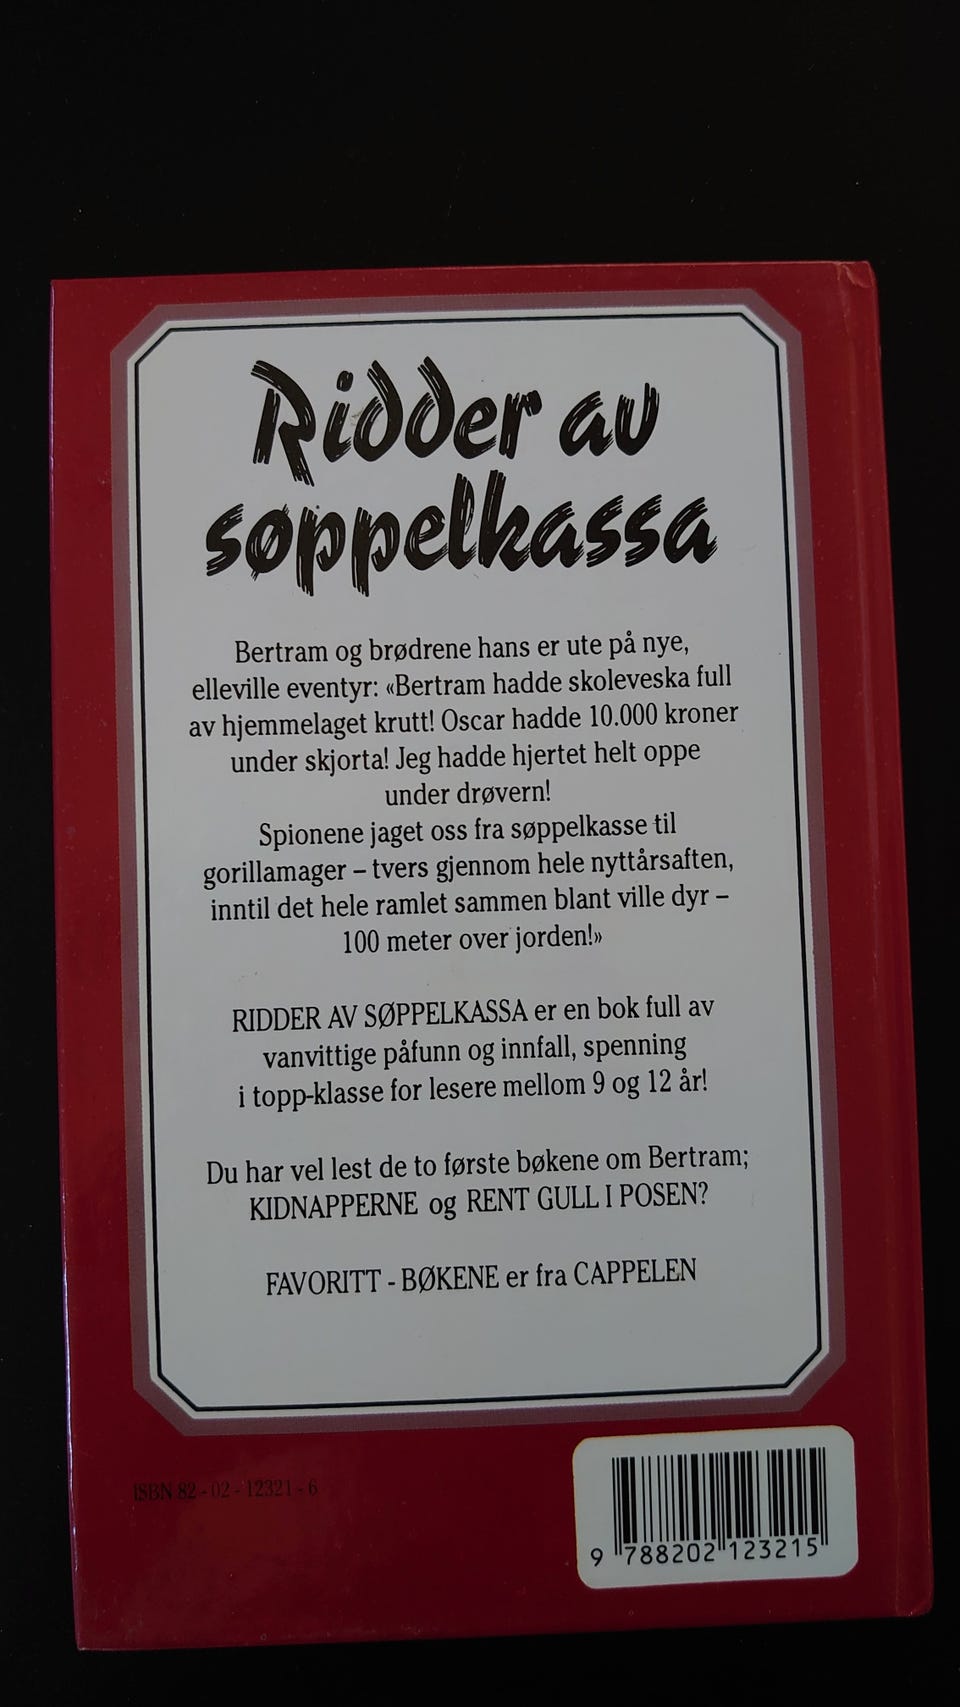 Ridder av
søppelkassa
Bertram og brødrene hans er ute på nye,
elleville eventyr: «Bertram hadde skoleveska full
av hjemmelaget krutt! Oscar hadde 10.000 kroner
under skjorta! Jeg hadde hjertet helt oppe
under drøvern!
Spionene jaget oss fra søppelkasse til
gorillamager – tvers gjennom hele nyttårsaften,
inntil det hele ramlet sammen blant ville dyr –
100 meter over jorden!»
RIDDER AV SØPPELKASSA er en bok full av
vanvittige påfunn og innfall, spenning
i topp-klasse for lesere mellom 9 og 12 år!
Du har vel lest de to første bøkene om Bertram;
KIDNAPPERNE og RENT GULL I POSEN?
FAVORITT - BØKENE er fra CAPPELEN
ISBN 82 - 02 - 12321 - 6
9 788202 123215